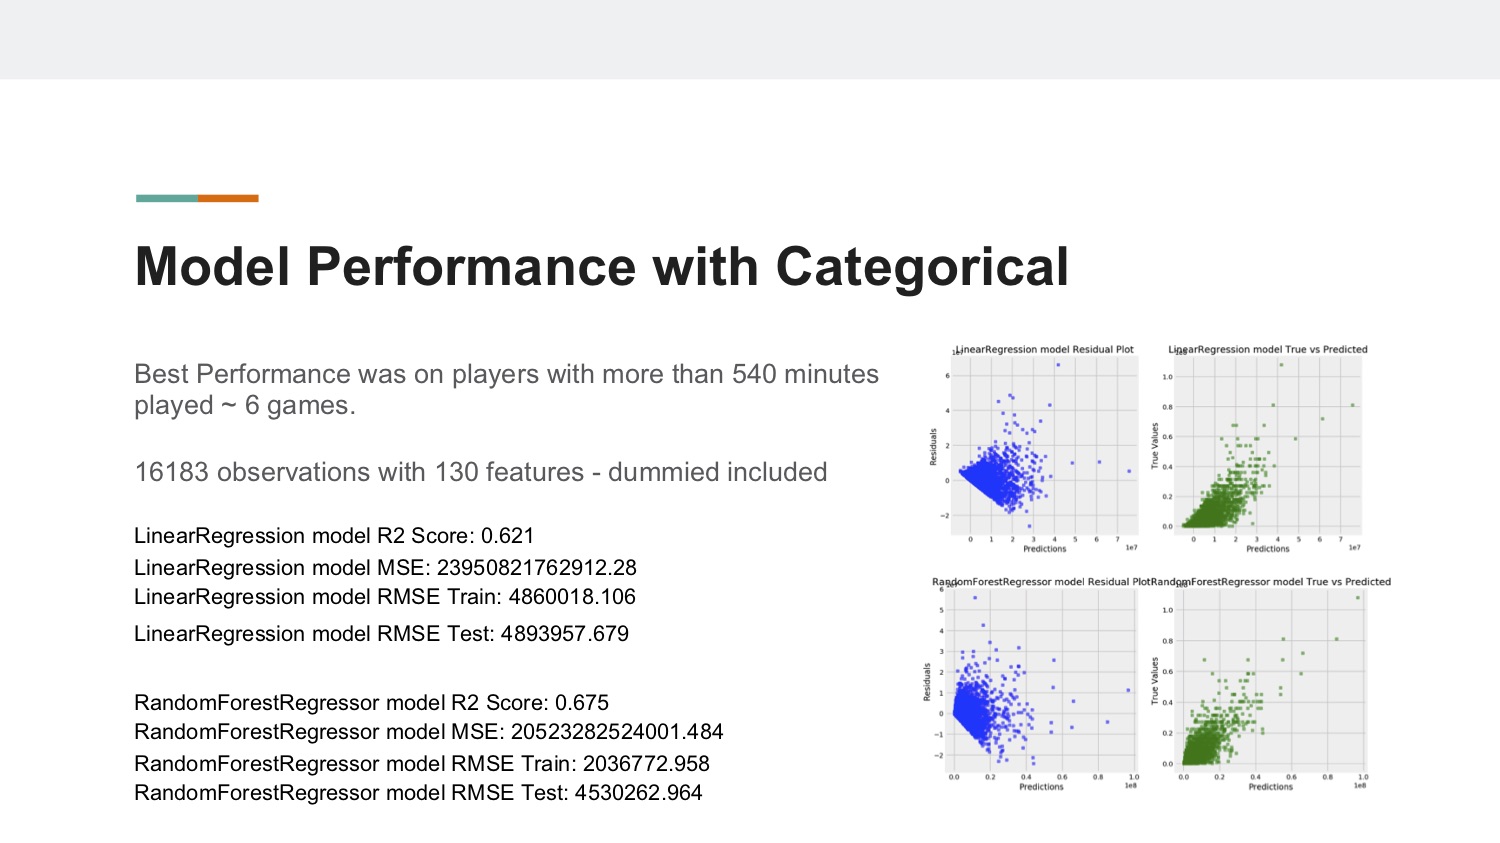 Model Performance with Categorical
Best Performance was on players with more than 540 minutes
played ~ 6 games.
16183 observations with 130 features - dummied included
LinearRegression model R2 Score: 0.621
LinearRegression model MSE: 23950821762912.28
LinearRegression model RMSE Train: 4860018.106
LinearRegression model RMSE Test: 4893957.679
RandomForestRegressor model R2 Score: 0.675
RandomForestRegressor model MSE: 20523282524001.484
RandomForestRegressor model RMSE Train: 2036772.958
RandomForestRegressor model RMSE Test: 4530262.964
LinearRegression model Residual Plot
6
4
2
0
−2
Residuals
0 1 2 3 4 5 6 7
Predictions
1e7
LinearRegression model True vs Predicted
1.0
0.8
0.6
0.4
0.2
0.0
True Values
0 1 2 3 4 5 6 7
Predictions
1e7
RandomForestRegressor model Residual Plot
6
5
4
3
2
1
0
−1
−2
Residuals
0.0 0.2 0.4 0.6 0.8 1.0
Predictions
1e8
RandomForestRegressor model True vs Predicted
1.0
0.8
0.6
0.4
0.2
0.0
True Values
0.0 0.2 0.4 0.6 0.8 1.0
Predictions
1e8